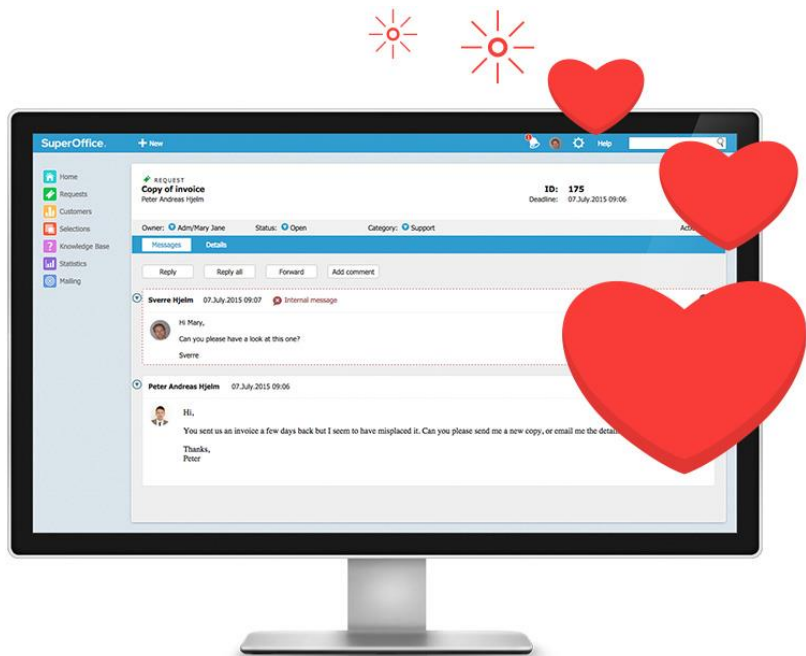 SuperOffice.
+ New
1
Help
Home
Requests
Customers
Selections
Knowledge Base
Statistics
Mailing
REQUEST
Copy of invoice
Peter Andreas Hjelm
ID: 175
Deadline: 07.July.2015 09:06
Owner: Adm/Mary Jane Status: Open Category: Support
Messages Details
Reply Reply all Forward Add comment
Sverre Hjelm 07.July.2015 09:07 Internal message
Hi Mary,
Can you please have a look at this one?
Sverre
Peter Andreas Hjelm 07.July.2015 09:06
Hi,
You sent us an invoice a few days back but I seem to have misplaced it. Can you please send me a new copy, or email me the
Thanks,
Peter